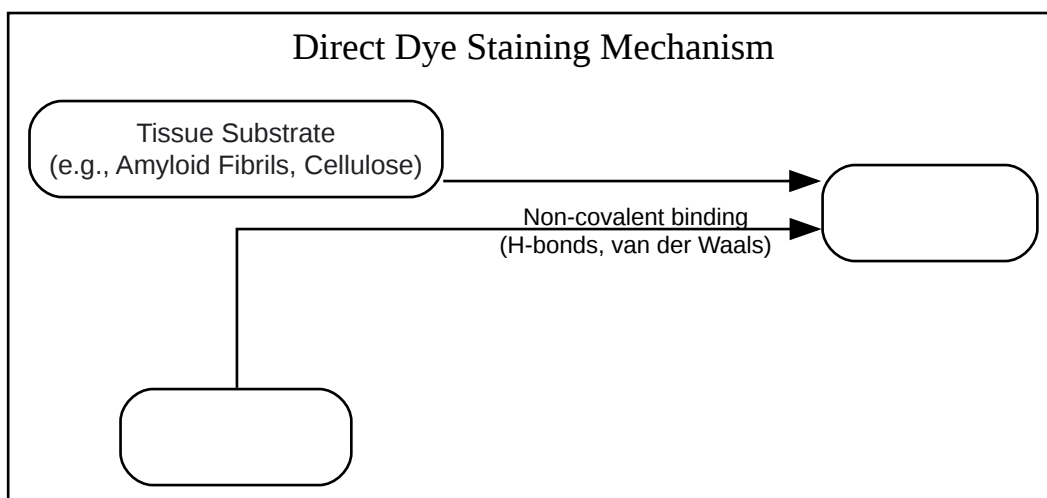 Direct Dye Staining Mechanism
Tissue Substrate
(e.g., Amyloid Fibrils, Cellulose)
Non-covalent binding
(H-bonds, van der Waals)